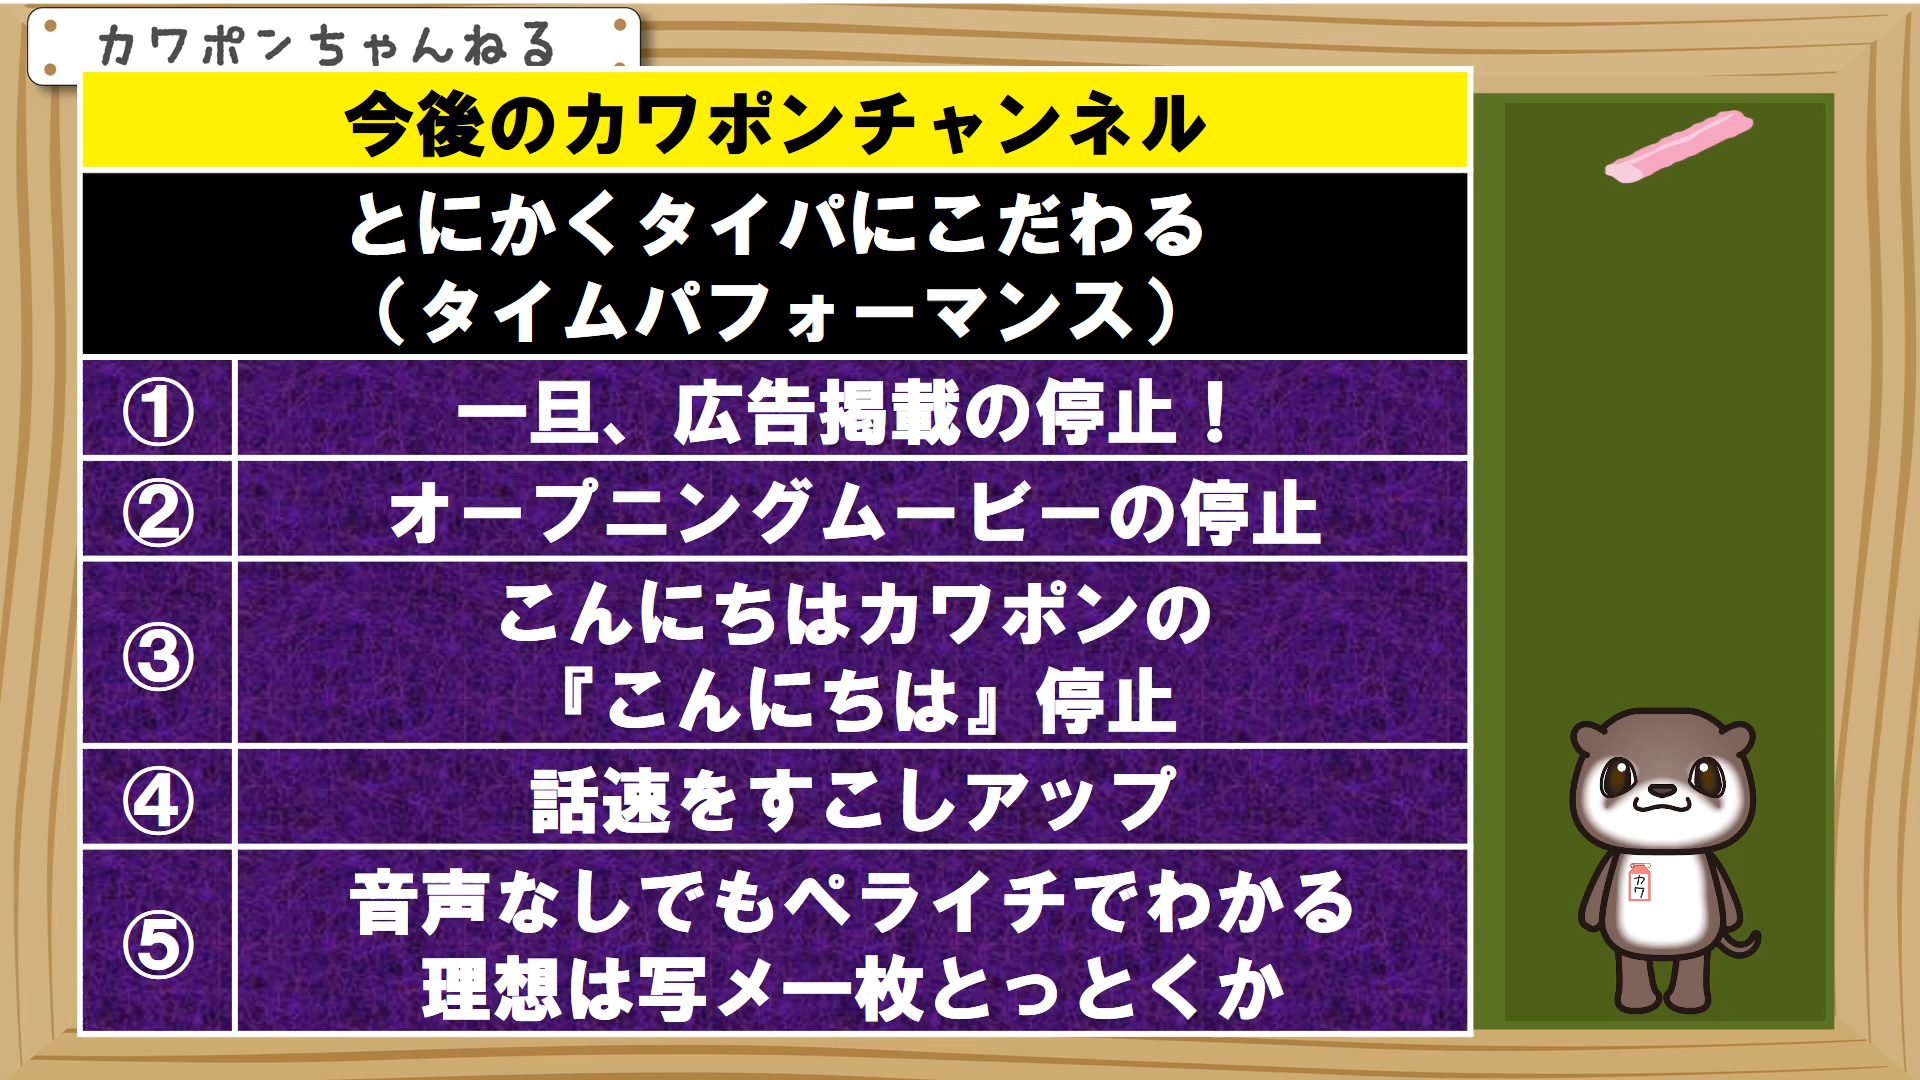 カワポンちゃんねる
今後のカワポンチャンネル
とにかくタイパにこだわる
（タイムパフォーマンス）
① 一旦、広告掲載の停止！
② オープニングムービーの停止
③ こんにちはカワポンの
『こんにちは』停止
④ 話速をすこしアップ
⑤ 音声なしでもペライチでわかる
理想は写メ一枚とっとくか
カワ